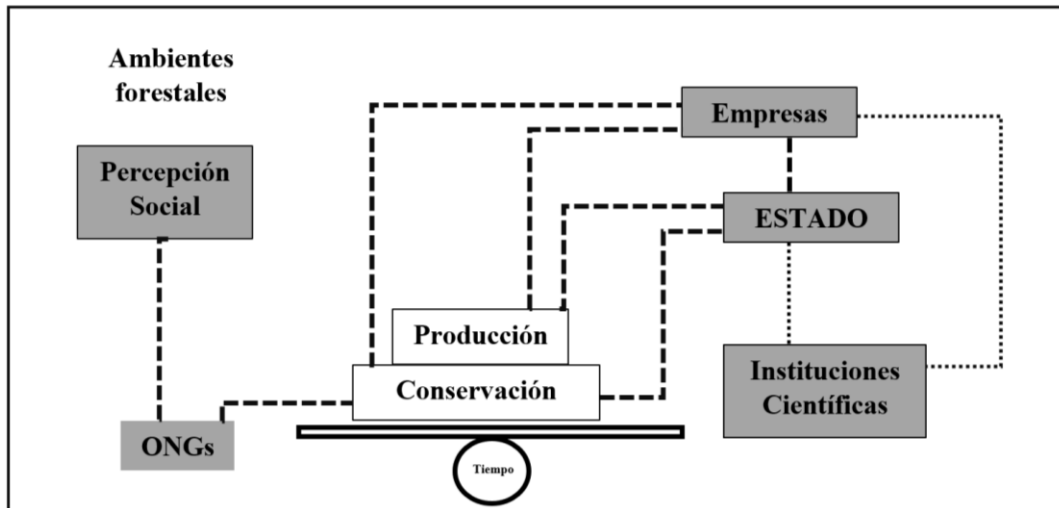 Ambientes
forestales
Percepción
Social
Empresas
ESTADO
Producción
Conservación
Instituciones
Científicas
ONGs
Tiempo